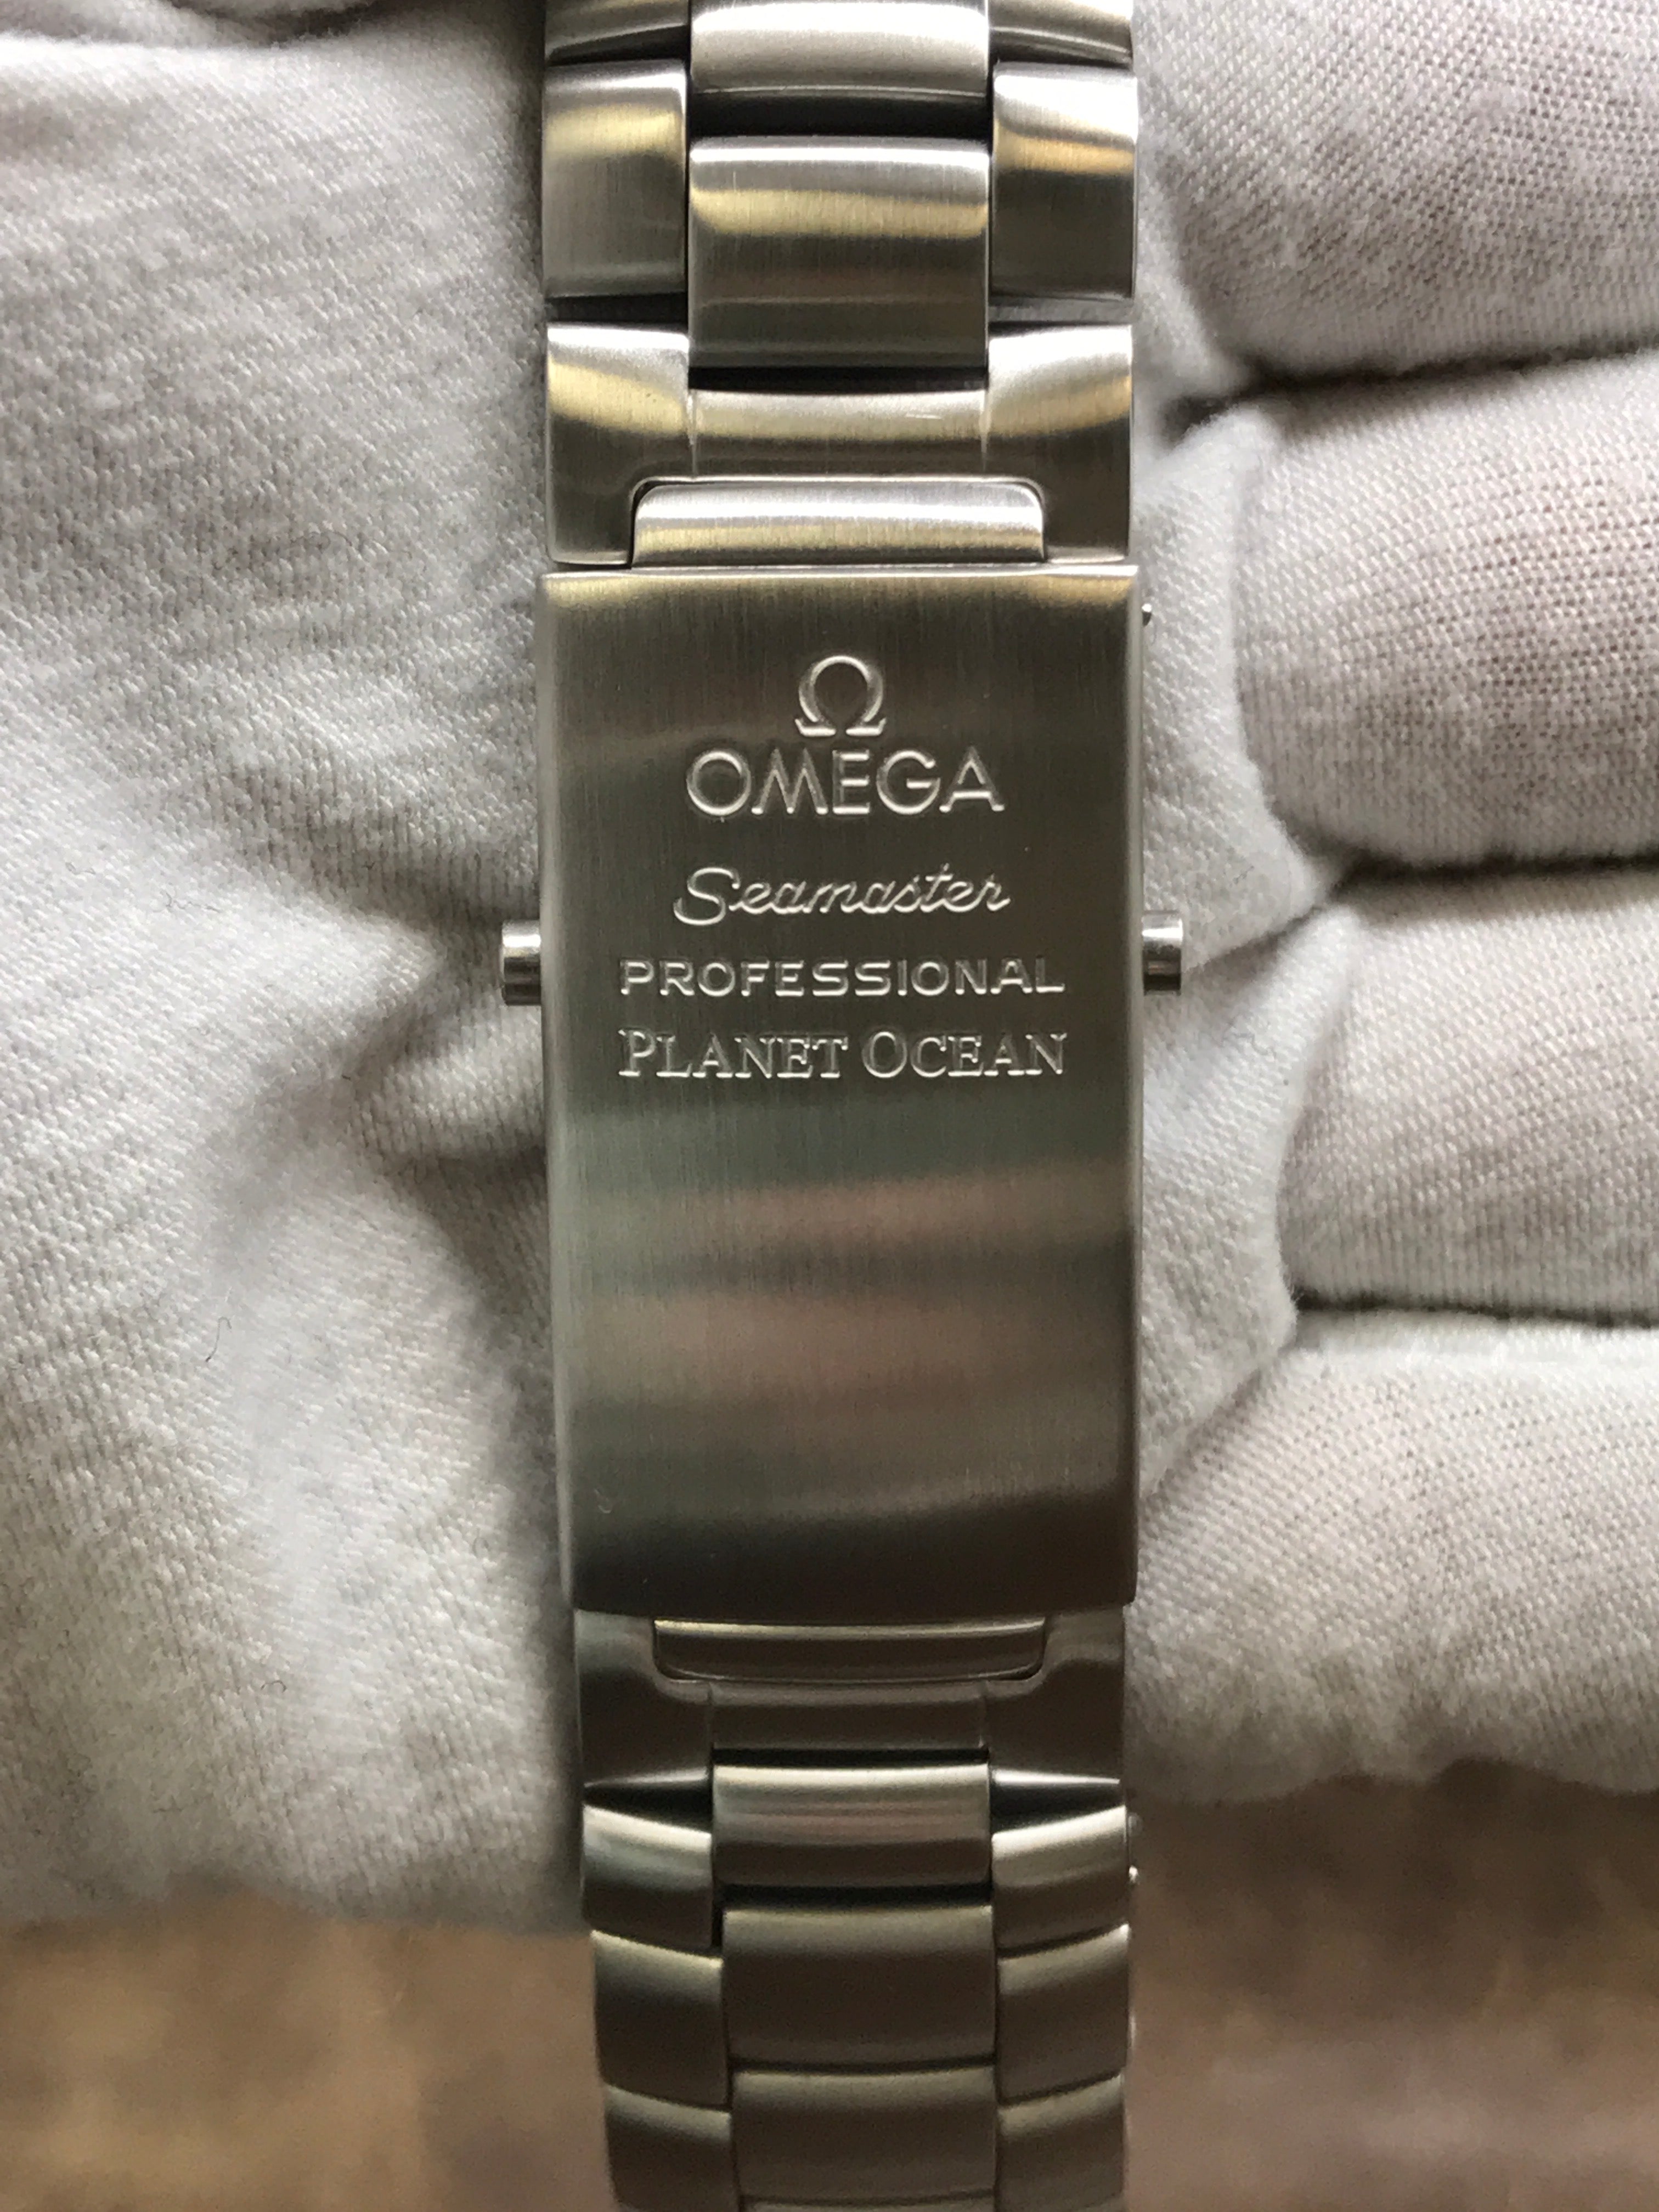 Ω
OMEGA
Seamaster
PROFESSIONAL
PLANET OCEAN